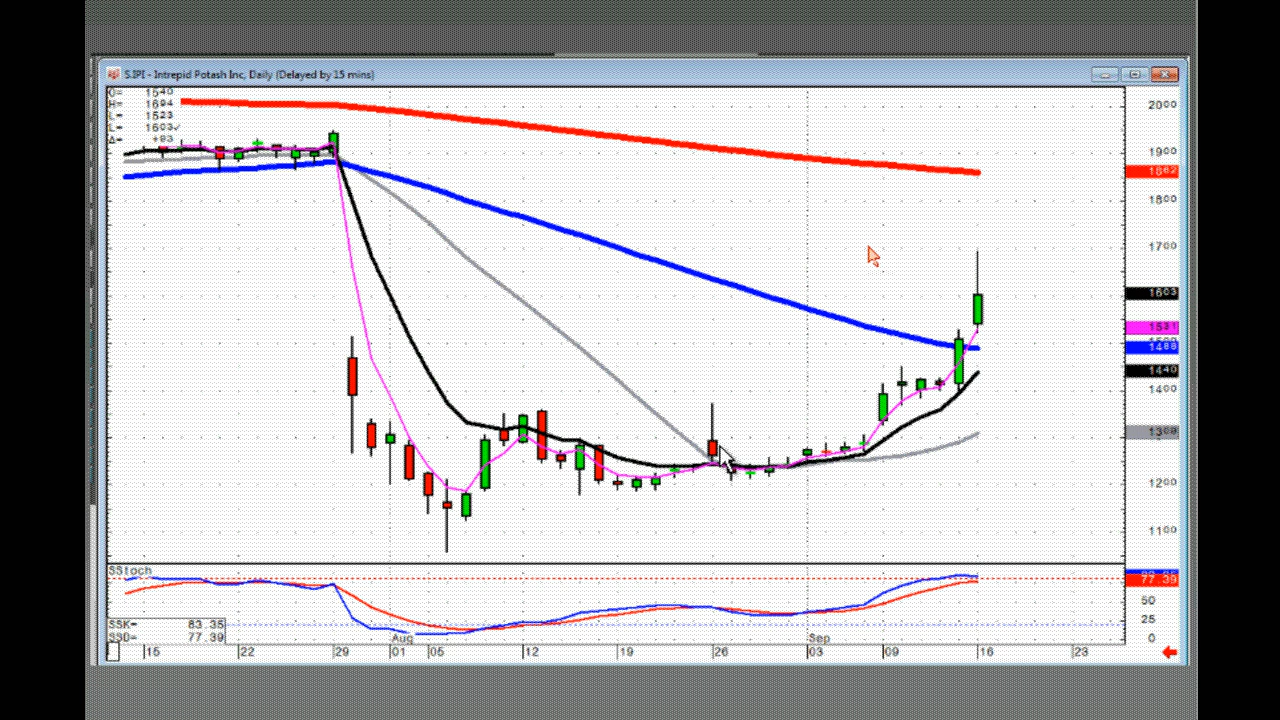 S.IPI - Intrepid Potash Inc, Daily (Delayed by 15 mins)
O= 1540
H= 1694
L= 1523
L= 1603✓
Δ= +93
2000
1900
1862
1800
1700
1603
1531
1488
1440
1400
1309
1200
1100
SStoch
77.39
50
25
0
SSK= 83.35
SSD= 77.39
Aug
Sep
15
22
29
01
05
12
19
26
03
09
16
23